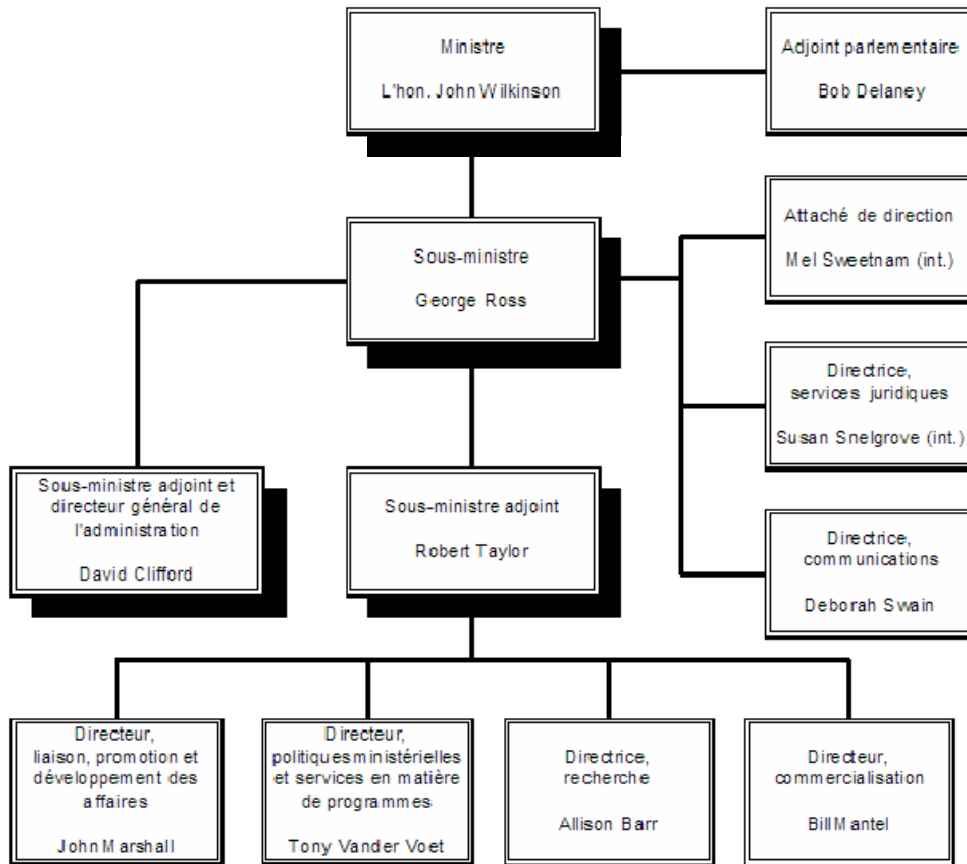 Ministre
L'hon. John Wilkinson
Adjoint parlementaire
Bob Delaney
Sous-ministre
George Ross
Attaché de direction
Mel Sweetnam (int.)
Directrice,
services juridiques
Susan Snelgrove (int.)
Directrice,
communications
Deborah Swain
Sous-ministre adjoint et
directeur général de
l'administration
David Clifford
Sous-ministre adjoint
Robert Taylor
Directeur,
liaison, promotion et
développement des
affaires
John Marshall
Directeur,
politiques ministérielles
et services en matière
de programmes
Tony Vander Voet
Directrice,
recherche
Allison Barr
Directeur,
commercialisation
Bill Mantel